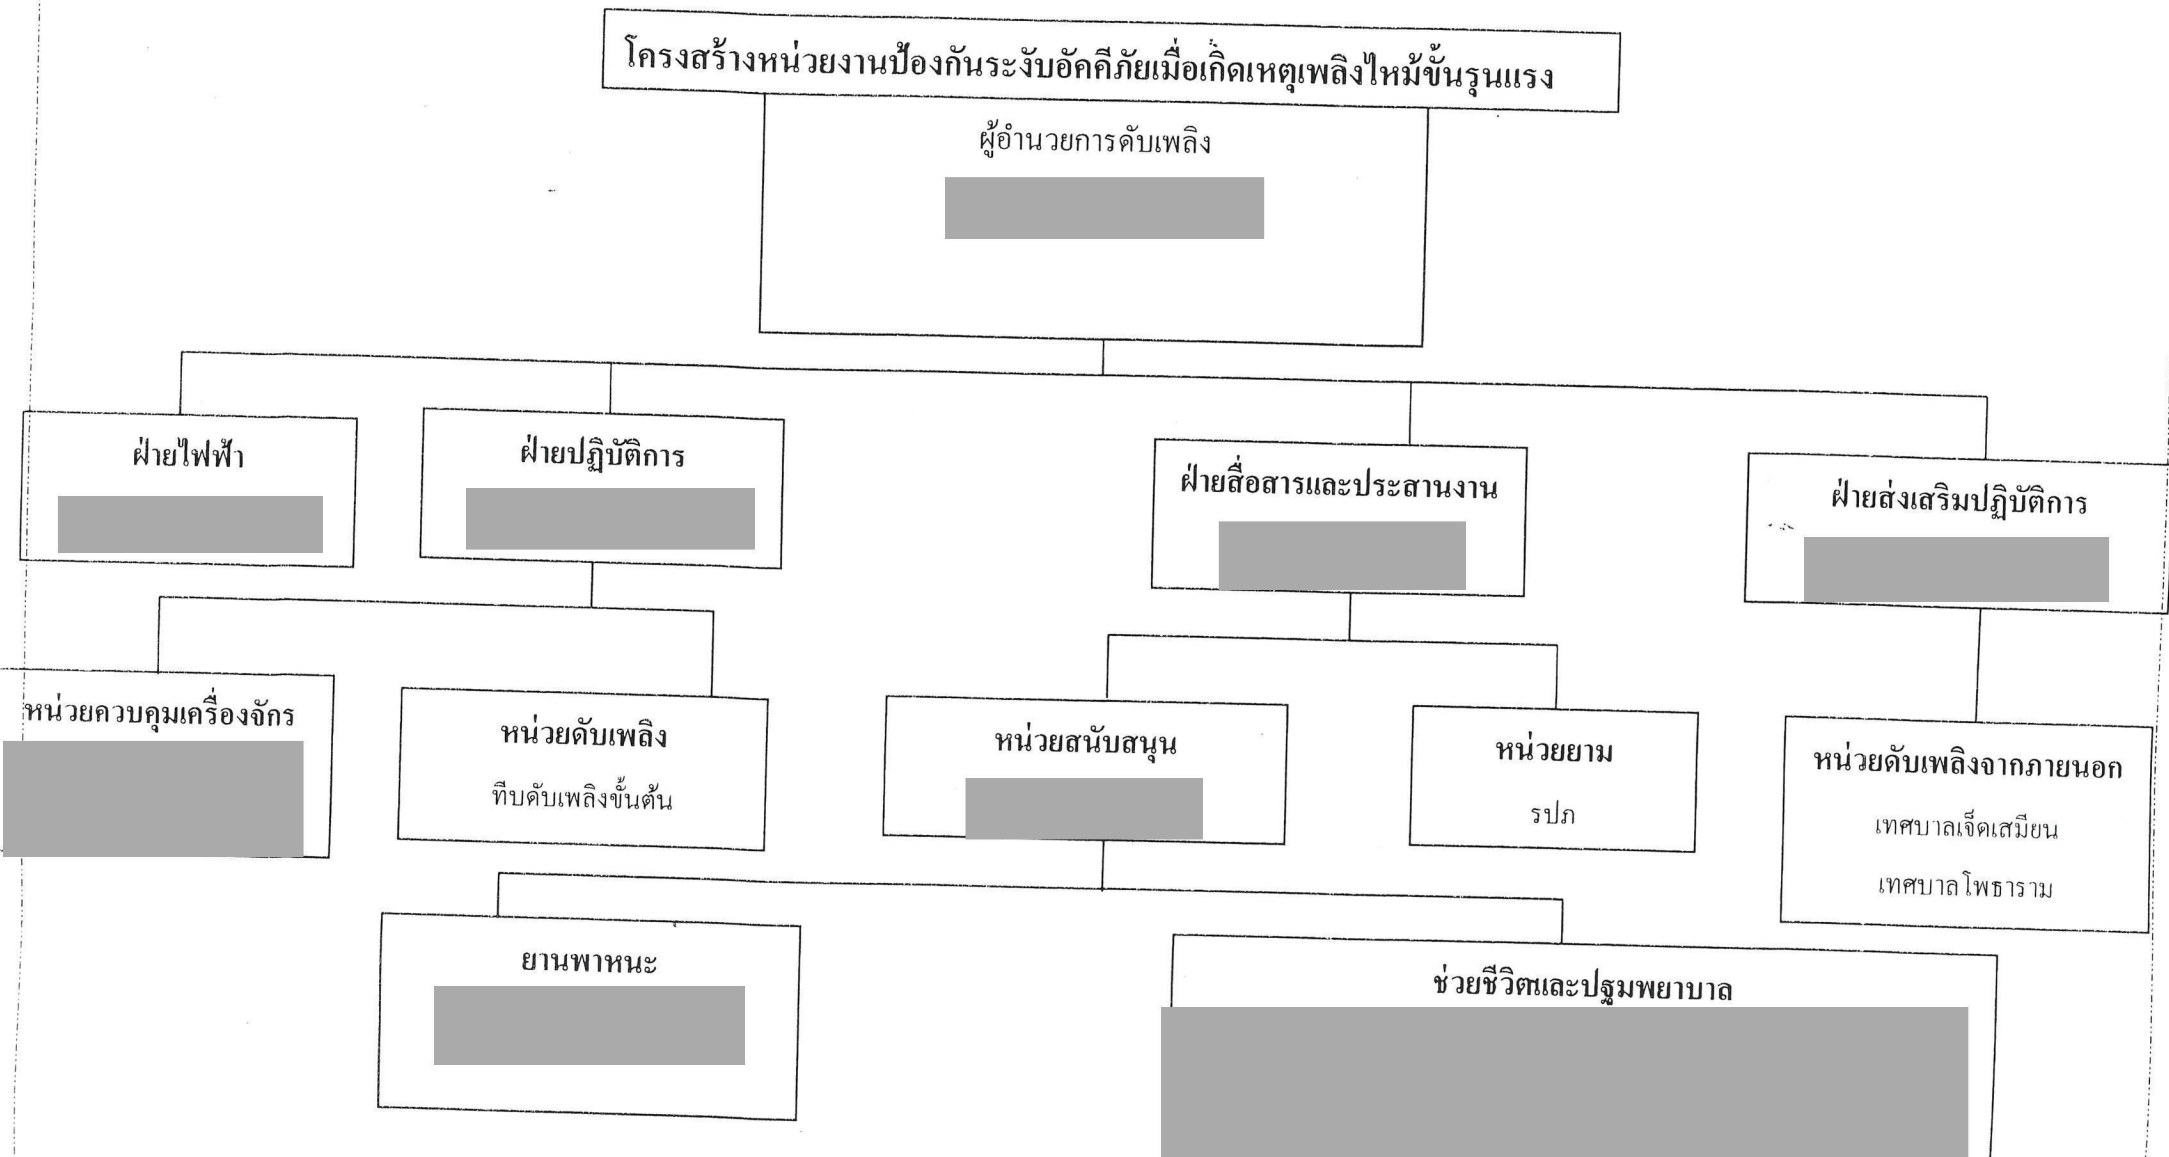 โครงสร้างหน่วยงานป้องกันระงับอัคคีภัยเมื่อเกิดเหตุเพลิงไหม้ขั้นรุนแรง
ผู้อำนวยการดับเพลิง
ฝ่ายไฟฟ้า
ฝ่ายปฏิบัติการ
ฝ่ายสื่อสารและประสานงาน
ฝ่ายส่งเสริมปฏิบัติการ
หน่วยควบคุมเครื่องจักร
หน่วยดับเพลิง
ทีบดับเพลิงขั้นต้น
หน่วยสนับสนุน
หน่วยยาม
รปภ
หน่วยดับเพลิงจากภายนอก
เทศบาลเจ็ดเสมียน
เทศบาลโพธาราม
ยานพาหนะ
ช่วยชีวิตและปฐมพยาบาล